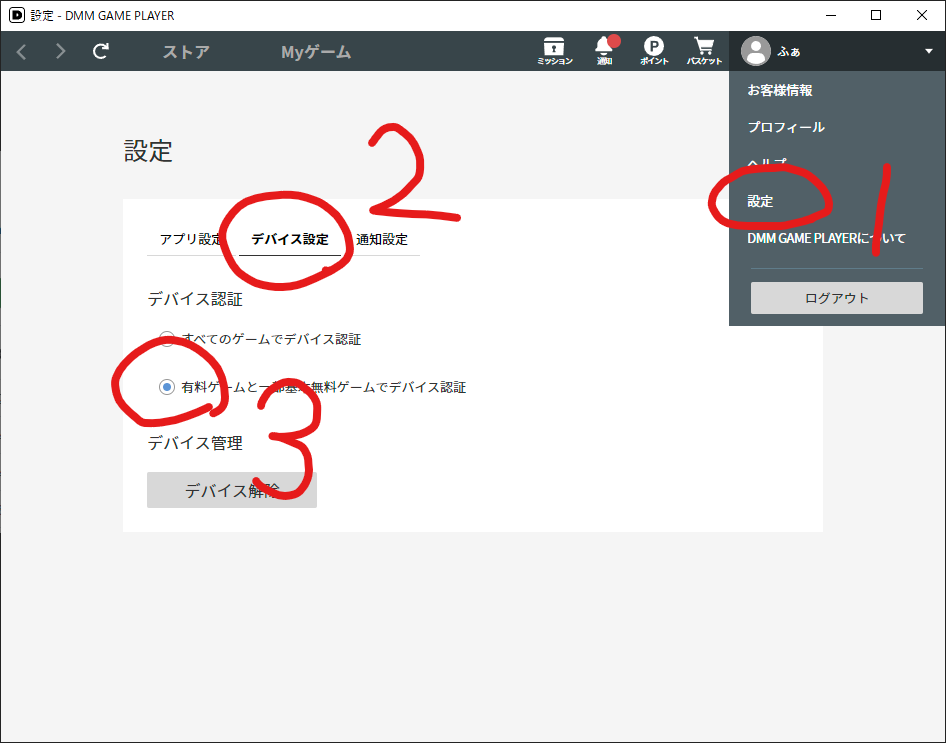 設定 - DMM GAME PLAYER
ストア
Myゲーム
ミッション
通知
ポイント
バスケット
ふぁ
お客様情報
プロフィール
ヘルプ
設定
DMM GAME PLAYERについて
ログアウト
1
設定
2
アプリ設定
デバイス設定
通知設定
デバイス認証
すべてのゲームでデバイス認証
有料ゲームと一部基本無料ゲームでデバイス認証
3
デバイス管理
デバイス解除